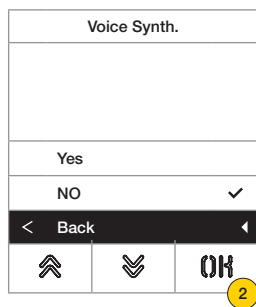 Voice Synth.
Yes
NO ✓
< Back
OK
2